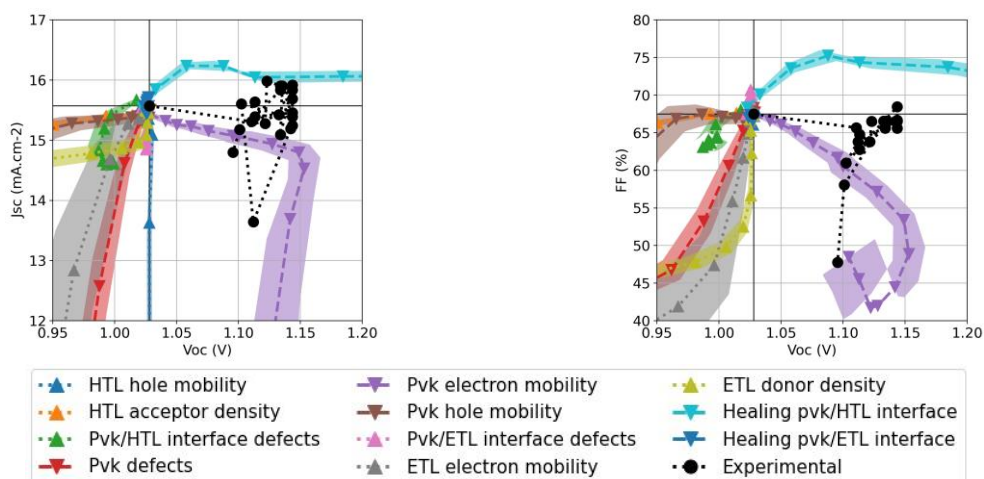 17
16
15
14
13
12
0.95 1.00 1.05 1.10 1.15 1.20
Jsc (mA.cm-2)
Voc (V)
80
75
70
65
60
55
50
45
40
0.95 1.00 1.05 1.10 1.15 1.20
FF (%)
Voc (V)
HTL hole mobility
HTL acceptor density
Pvk/HTL interface defects
Pvk defects
Pvk electron mobility
Pvk hole mobility
Pvk/ETL interface defects
ETL electron mobility
ETL donor density
Healing pvk/HTL interface
Healing pvk/ETL interface
Experimental